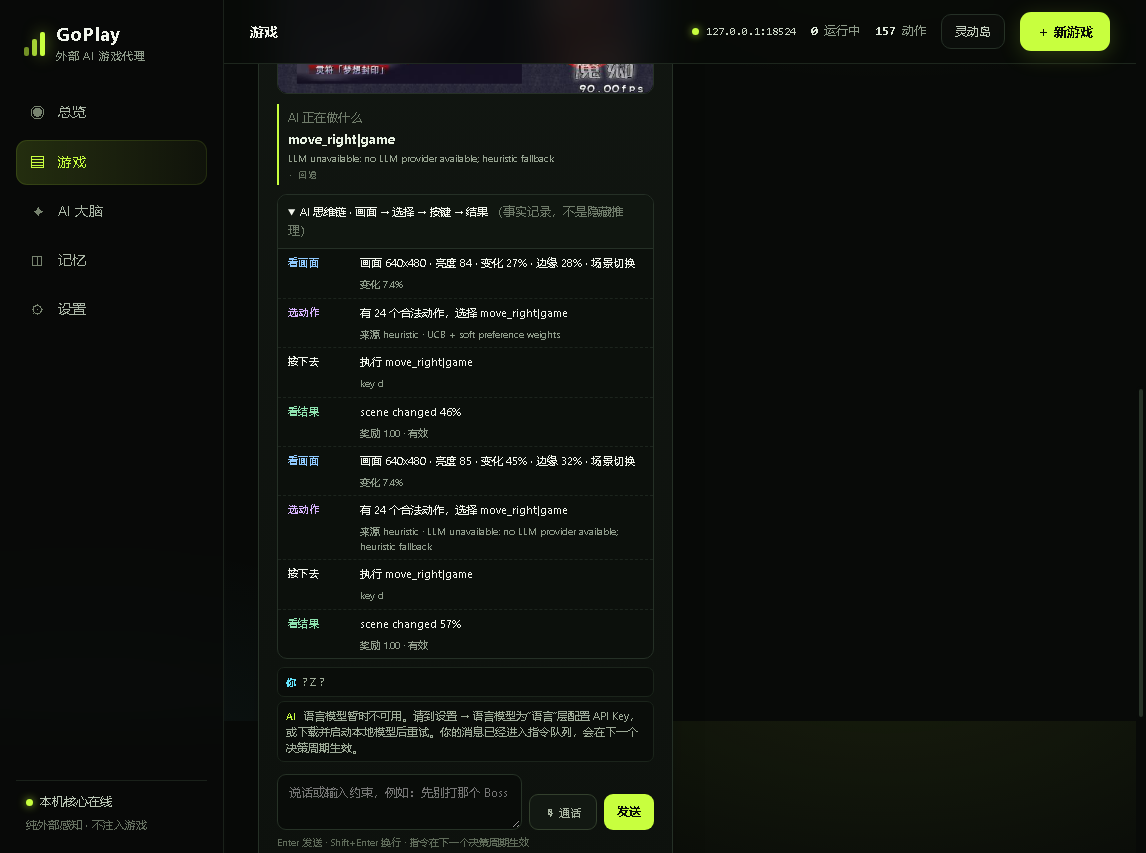 GoPlay
外部 AI 游戏代理
总览
游戏
AI 大脑
记忆
设置
本机核心在线
纯外部感知 · 不注入游戏
游戏
127.0.0.1:18524
0 运行中
157 动作
灵动岛
+ 新游戏
灵符「梦想封印」
90.00fps
AI 正在做什么
move_right|game
LLM unavailable: no LLM provider available; heuristic fallback
· 回退
▼ AI 思维链 · 画面 → 选择 → 按键 → 结果 （事实记录，不是隐藏推
理）
看画面 画面 640x480 · 亮度 84 · 变化 27% · 边缘 28% · 场景切换
变化 7.4%
选动作 有 24 个合法动作，选择 move_right|game
来源 heuristic · UCB + soft preference weights
按下去 执行 move_right|game
key d
看结果 scene changed 46%
奖励 1.00 · 有效
看画面 画面 640x480 · 亮度 85 · 变化 45% · 边缘 32% · 场景切换
变化 7.4%
选动作 有 24 个合法动作，选择 move_right|game
来源 heuristic · LLM unavailable: no LLM provider available;
heuristic fallback
按下去 执行 move_right|game
key d
看结果 scene changed 57%
奖励 1.00 · 有效
你 ? Z ?
AI 语言模型暂时不可用。请到设置 → 语言模型为“语言”层配置 API Key，
或下载并启动本地模型后重试。你的消息已经进入指令队列，会在下一个
决策周期生效。
说话或输入约束，例如：先别打那个 Boss
通话
发送
Enter 发送 · Shift+Enter 换行 · 指令在下一个决策周期生效